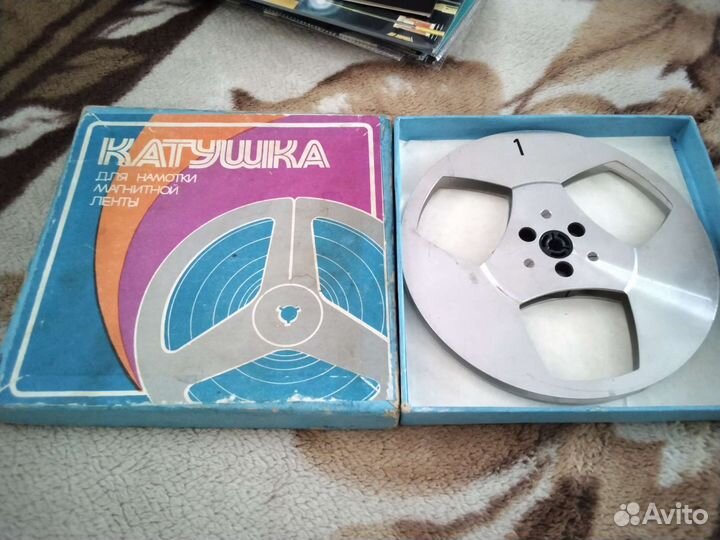 КАТУШКА
ДЛЯ НАМОТКИ
МАГНИТНОЙ
ЛЕНТЫ
1
Avito